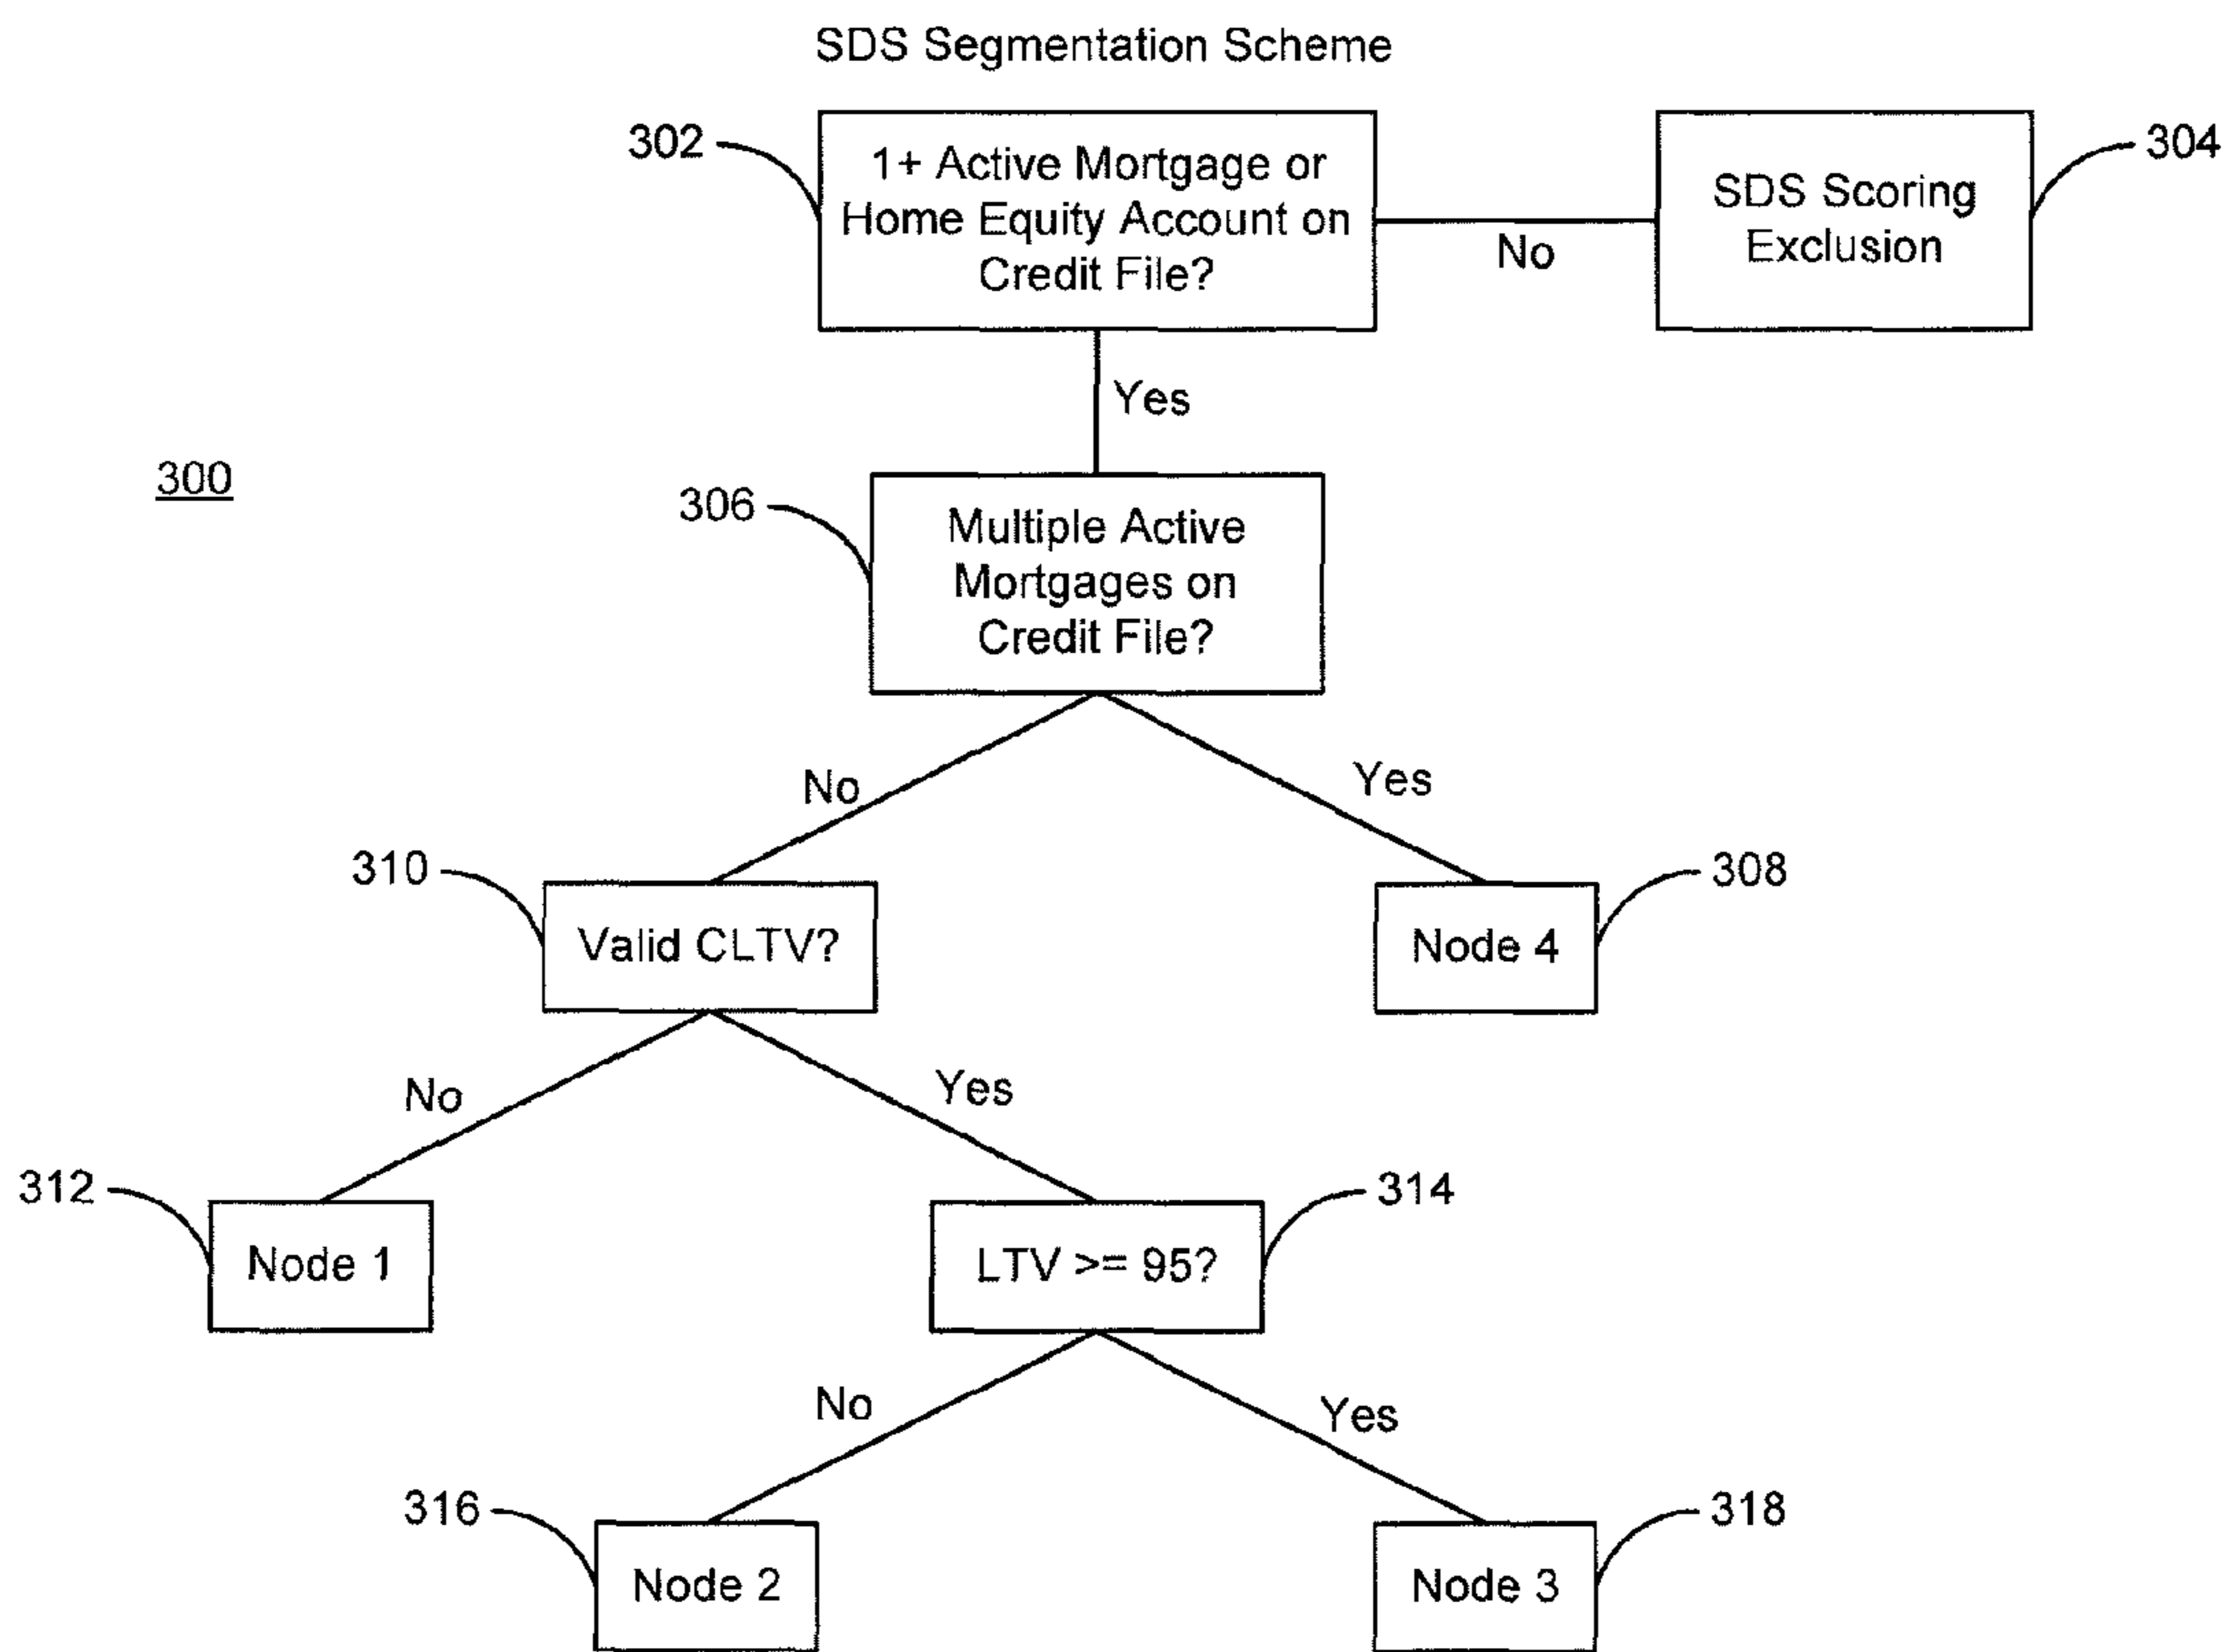 SDS Segmentation Scheme
302
1+ Active Mortgage or
Home Equity Account on
Credit File?
No
SDS Scoring
Exclusion
304
Yes
300
306
Multiple Active
Mortgages on
Credit File?
No
Yes
310
Valid CLTV?
Node 4
308
No
Yes
312
Node 1
LTV >= 95?
314
No
Yes
316
Node 2
Node 3
318